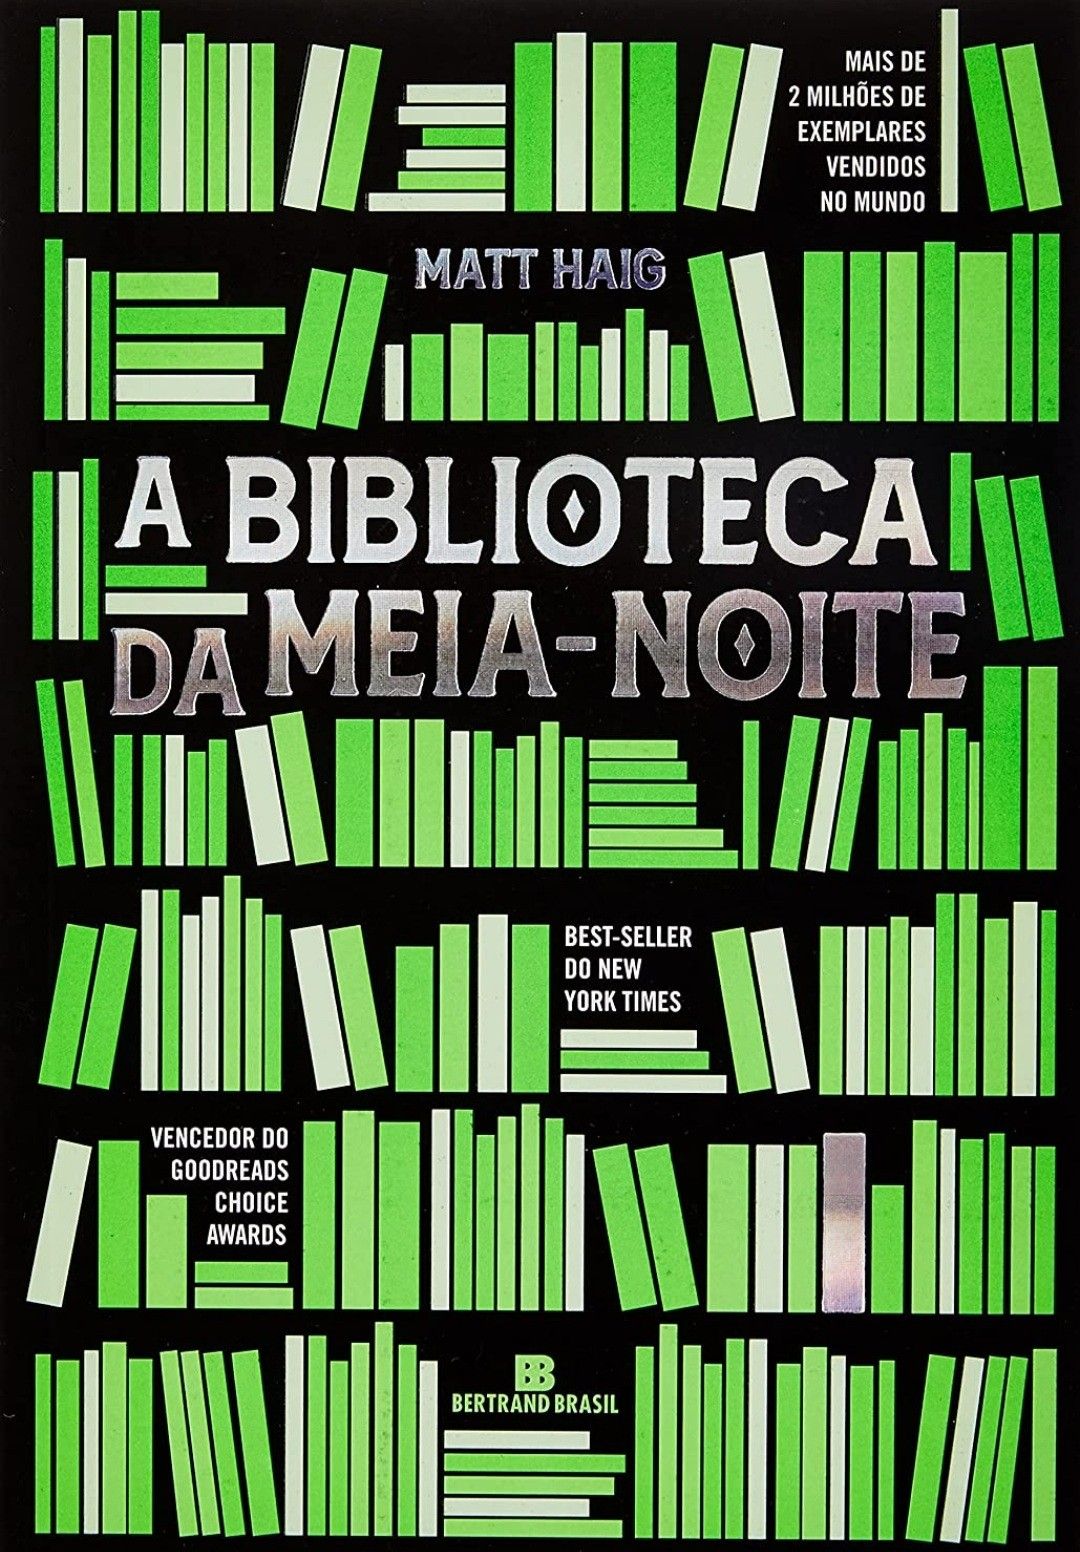 MAIS DE
2 MILHÕES DE
EXEMPLARES
VENDIDOS
NO MUNDO
MATT HAIG
A BIBLIOTECA
DA MEIA-NOITE
BEST-SELLER
DO NEW
YORK TIMES
VENCEDOR DO
GOODREADS
CHOICE
AWARDS
BB
BERTRAND BRASIL